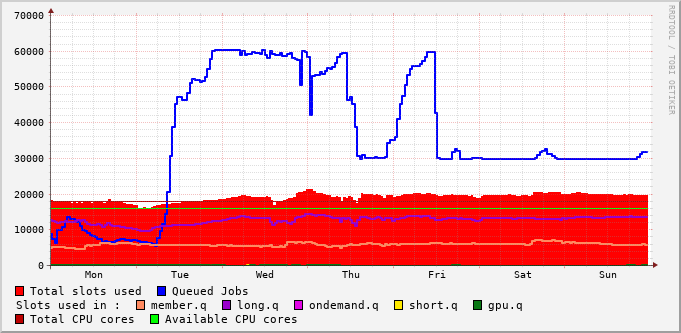 70000
60000
50000
40000
30000
20000
10000
0
Mon Tue Wed Thu Fri Sat Sun
RRDTOOL / TOBI OETIKER
Total slots used Queued Jobs
Slots used in : member.q long.q ondemand.q short.q gpu.q
Total CPU cores Available CPU cores